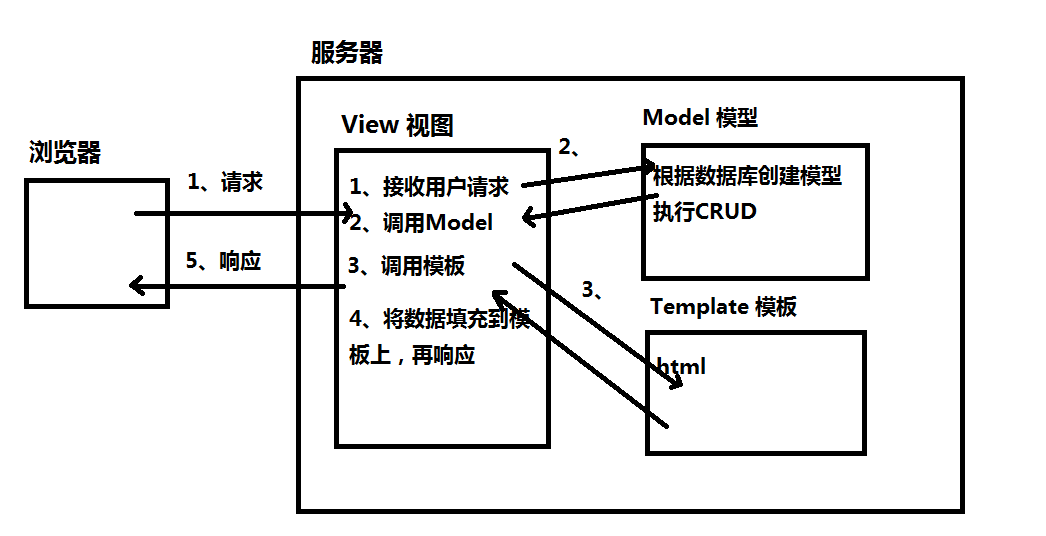 服务器
浏览器
1、请求
5、响应
View 视图
1、接收用户请求
2、调用Model
3、调用模板
4、将数据填充到模
板上，再响应
2、
3、
Model 模型
根据数据库创建模型
执行CRUD
Template 模板
html